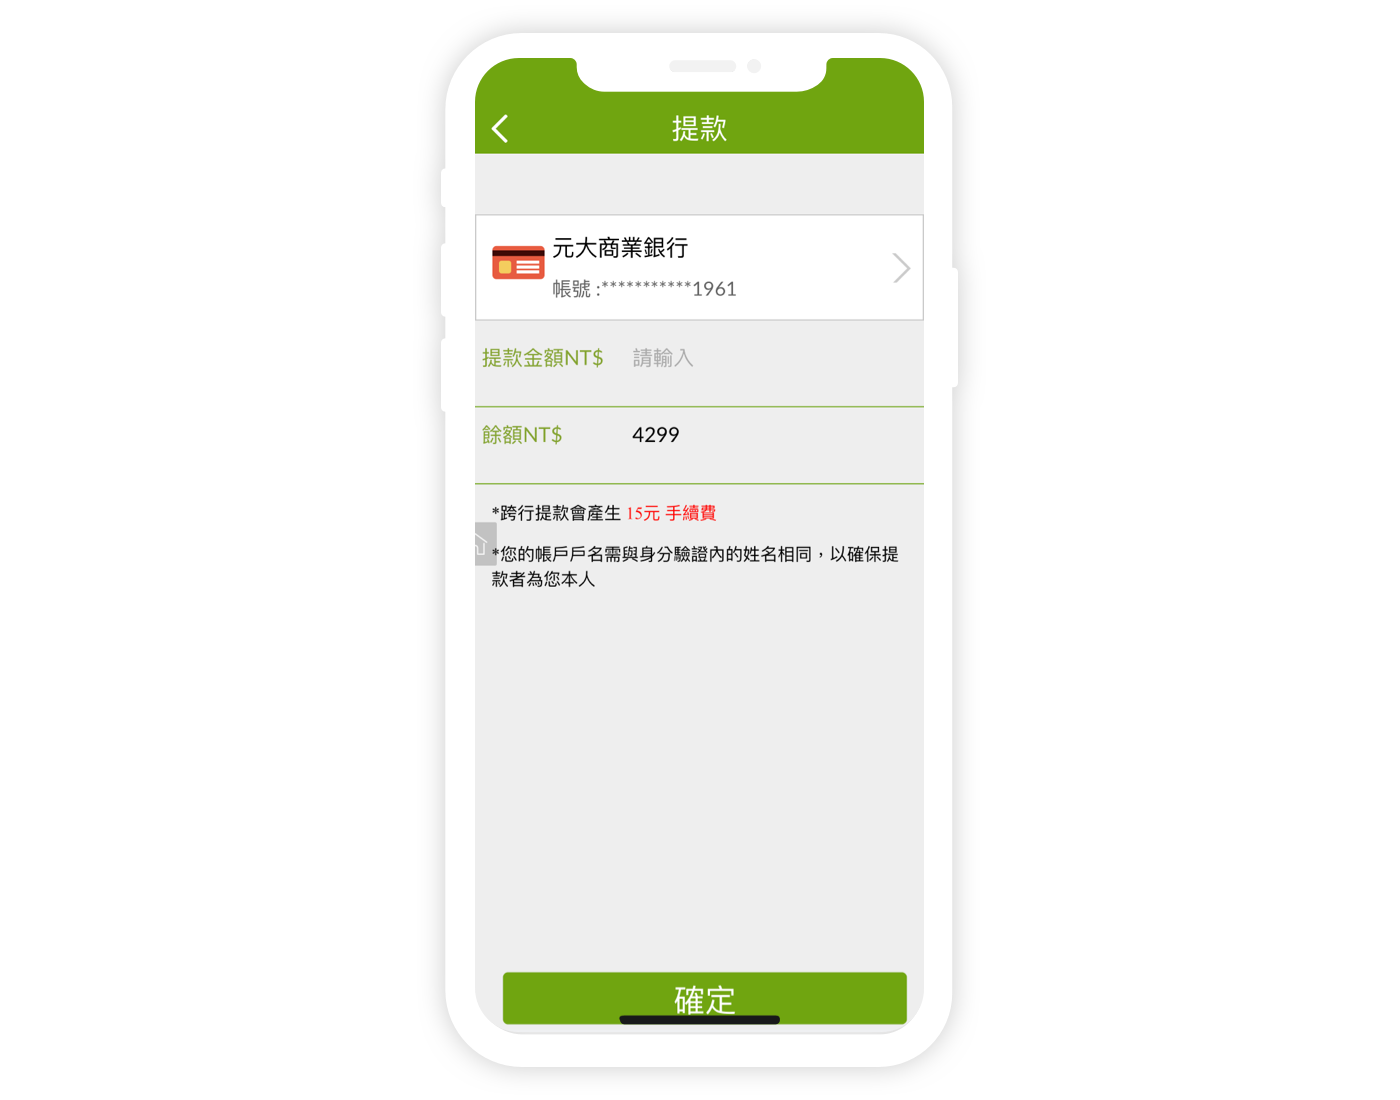 提款
元大商業銀行
帳號 :***********1961
提款金額NT$ 請輸入
餘額NT$ 4299
*跨行提款會產生 15元 手續費
*您的帳戶戶名需與身分驗證內的姓名相同，以確保提
款者為您本人
確定